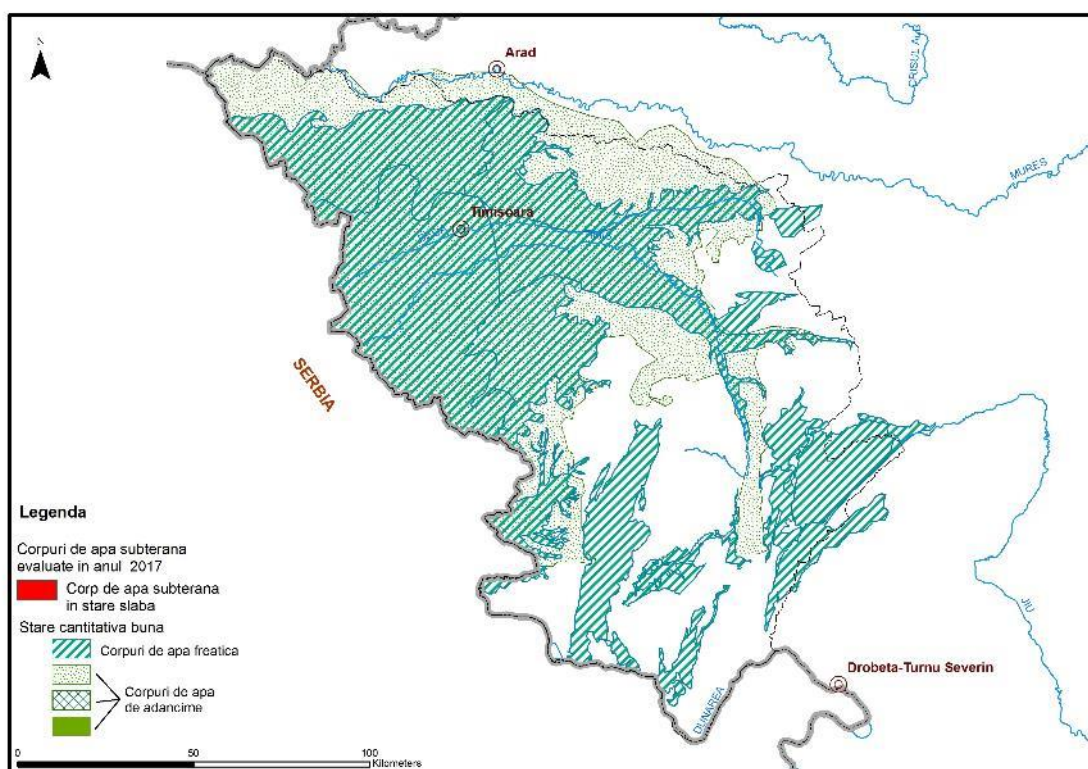 N
Arad
CRISUL ALB
MURES
Timisoara
BEGA
SERBIA
Legenda
Corpuri de apa subterana
evaluate in anul 2017
Corp de apa subterana
in stare slaba
Stare cantitativa buna
Corpuri de apa freatica
Corpuri de apa
de adancime
0 50 100
Kilometers
JIU
Drobeta-Turnu Severin
DUNAREA